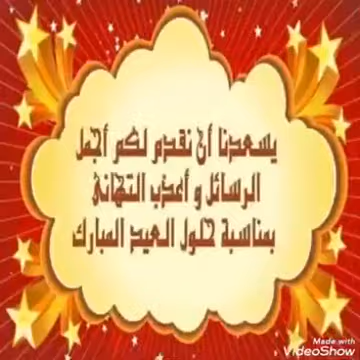 يسعدنا أن نقدم لكم أجمل
الرسائل و أعذب التهاني
بمناسبة حلول العيد المبارك
Made with
VideoShow